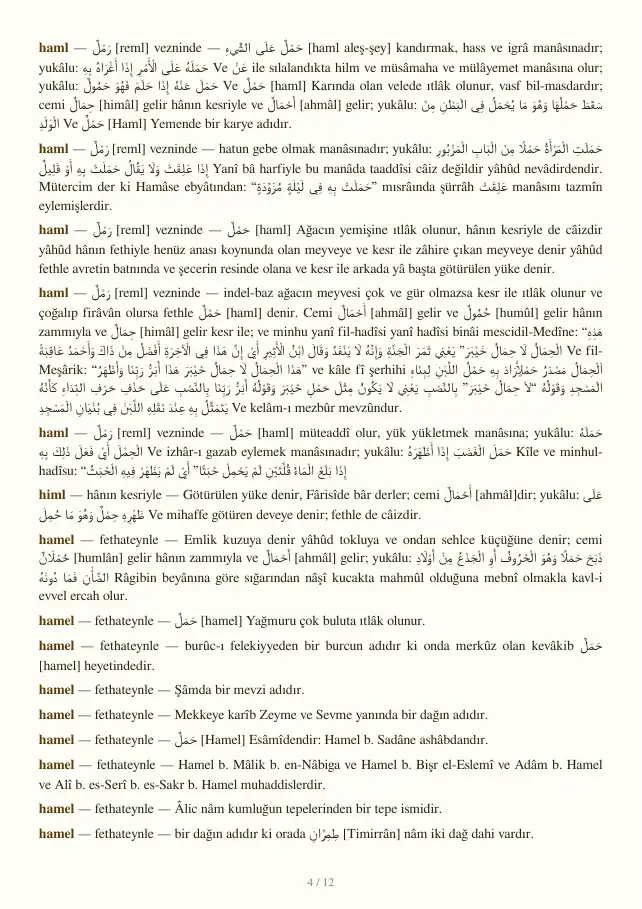 haml — رَمْلٌ [reml] vezninde — حَمْلٌ عَلَى الشَّيْءِ [haml aleş-şey] kandırmak, hass ve igrâ manâsınadır;
yukâlu: حَمَلَهُ عَلَى الْأَمْرِ إِذَا أَغْرَاهُ بِهِ Ve عَنْ ile sılalandıkta hilm ve müsâmaha ve mülâyemet manâsına olur;
yukâlu: حَمَلَ عَنْهُ إِذَا حَلَمَ فَهُوَ حَمُولٌ Ve حَمْلٌ [haml] Karında olan velede ıtlâk olunur, vasf bil-masdardır;
cemi حِمَالٌ [himâl] gelir hânın kesriyle ve أَحْمَالٌ [ahmâl] gelir; yukâlu: سَقَطَ حَمْلُهَا وَهُوَ مَا يُحْمَلُ فِي الْبَطْنِ مِنَ
الْوَلَدِ Ve حَمْلٌ [Haml] Yemende bir karye adıdır.
haml — رَمْلٌ [reml] vezninde — hatun gebe olmak manâsınadır; yukâlu: حَمَلَتِ الْمَرْأَةُ حَمْلًا مِنَ الْبَابِ الْمَزْبُورِ
إِذَا عَلِقَتْ وَلَا يُقَالُ حَمَلَتْ بِهِ أَوْ قَلِيلٌ Yanî bâ harfiyle bu manâda taaddîsi câiz değildir yâhûd nevâdirdendir.
Mütercim der ki Hamâse ebyâtından: “حَمَلَتْ بِهِ فِي لَيْلَةٍ مَزْؤُودَةٍ” mısrâında şürrâh عَلِقَتْ manâsını tazmîn
eylemişlerdir.
haml — رَمْلٌ [reml] vezninde — حَمْلٌ [haml] Ağacın yemişine ıtlâk olunur, hânın kesriyle de câizdir
yâhûd hânın fethiyle henüz anası koynunda olan meyveye ve kesr ile zâhire çıkan meyveye denir yâhûd
fethle avretin batnında ve şecerin resinde olana ve kesr ile arkada yâ başta götürülen yüke denir.
haml — رَمْلٌ [reml] vezninde — indel-baz ağacın meyvesi çok ve gür olmazsa kesr ile ıtlâk olunur ve
çoğalıp firâvân olursa fethle حَمْلٌ [haml] denir. Cemi أَحْمَالٌ [ahmâl] gelir ve حُمُولٌ [humûl] gelir hânın
zammıyla ve حِمَالٌ [himâl] gelir kesr ile; ve minhu yanî fil-hadîsi yanî hadîsi binâi mescidil-Medîne: “هَذِهِ
الْحِمَالُ لَا حِمَالُ خَيْبَرَ” يَعْنِي ثَمَرَ الْجَنَّةِ وَإِنَّهُ لَا يَنْفَدُ وَقَالَ ابْنُ الْأَثِيرِ أَيْ إِنَّ هَذَا فِي الْآخِرَةِ أَفْضَلُ مِنْ ذَاكَ وَأَحْمَدُ عَاقِبَةً Ve fil-
Meşârik: “هَذَا الْحِمَالُ لَا حِمَالُ خَيْبَرَ هَذَا أَبَرُّ رَبَّنَا وَأَطْهَرُ” ve kâle fî şerhihi اَلْحِمَالُ مَصْدَرُ حَمْلٍأُرَادَ بِهِ حَمْلُ اللَّبِنِ لِبِنَاءِ
الْمَسْجِدِ وَقَوْلُهُ “لَا حِمَالُ خَيْبَرَ” بِالنَّصْبِ يَعْنِي لَا يَكُونُ مِثْلَ حَمْلِ خَيْبَرَ وَقَوْلُهُ أَبَرُّ رَبَّنَا بِالنَّصْبِ عَلَى حَذْفِ حَرْفِ النِّدَاءِ كَأَنَّهُ
يَتَمَثَّلُ بِهِ عِنْدَ نَقْلِهِ اللَّبِنَ فِي بُنْيَانِ الْمَسْجِدِ Ve kelâm-ı mezbûr mevzûndur.
haml — رَمْلٌ [reml] vezninde — حَمْلٌ [haml] müteaddî olur, yük yükletmek manâsına; yukâlu: حَمَلَهُ
الْحِمْلَ أَيْ فَعَلَ ذَلِكَ بِهِ Ve izhâr-ı gazab eylemek manâsınadır; yukâlu: حَمَلَ الْغَضَبَ إِذَا أَظْهَرَهُ Kîle ve minhul-
hadîsu: “إِذَا بَلَغَ الْمَاءُ قُلَّتَيْنِ لَمْ يَحْمِلْ خَبَثًا” أَيْ لَمْ يَظْهَرْ فِيهِ الْخَبَثُ
himl — hânın kesriyle — Götürülen yüke denir, Fârisîde bâr derler; cemi أَحْمَالٌ [ahmâl]dir; yukâlu: عَلَى
ظَهْرِهِ حِمْلٌ وَهُوَ مَا حُمِلَ Ve mihaffe götüren deveye denir; fethle de câizdir.
hamel — fethateynle — Emlik kuzuya denir yâhûd tokluya ve ondan sehlce küçüğüne denir; cemi
حُمْلَانٌ [humlân] gelir hânın zammıyla ve أَحْمَالٌ [ahmâl] gelir; yukâlu: ذَبَحَ حَمَلًا وَهُوَ الْخَرُوفُ أَوِ الْجَذَعُ مِنْ أَوْلَادِ
الضَّأْنِ فَمَا دُونَهُ Râgibin beyânına göre sığarından nâşî kucakta mahmûl olduğuna mebnî olmakla kavl-i
evvel ercah olur.
hamel — fethateynle — حَمَلٌ [hamel] Yağmuru çok buluta ıtlâk olunur.
hamel — fethateynle — burûc-ı felekiyyeden bir burcun adıdır ki onda merkûz olan kevâkib حَمَلٌ
[hamel] heyetindedir.
hamel — fethateynle — Şâmda bir mevzi adıdır.
hamel — fethateynle — Mekkeye karîb Zeyme ve Sevme yanında bir dağın adıdır.
hamel — fethateynle — حَمَلٌ [Hamel] Esâmîdendir: Hamel b. Sadâne ashâbdandır.
hamel — fethateynle — Hamel b. Mâlik b. en-Nâbiga ve Hamel b. Bişr el-Eslemî ve Adâm b. Hamel
ve Alî b. es-Serî b. es-Sakr b. Hamel muhaddislerdir.
hamel — fethateynle — Âlic nâm kumluğun tepelerinden bir tepe ismidir.
hamel — fethateynle — bir dağın adıdır ki orada طِمِرَّانِ [Timirrân] nâm iki dağ dahi vardır.
4 / 12